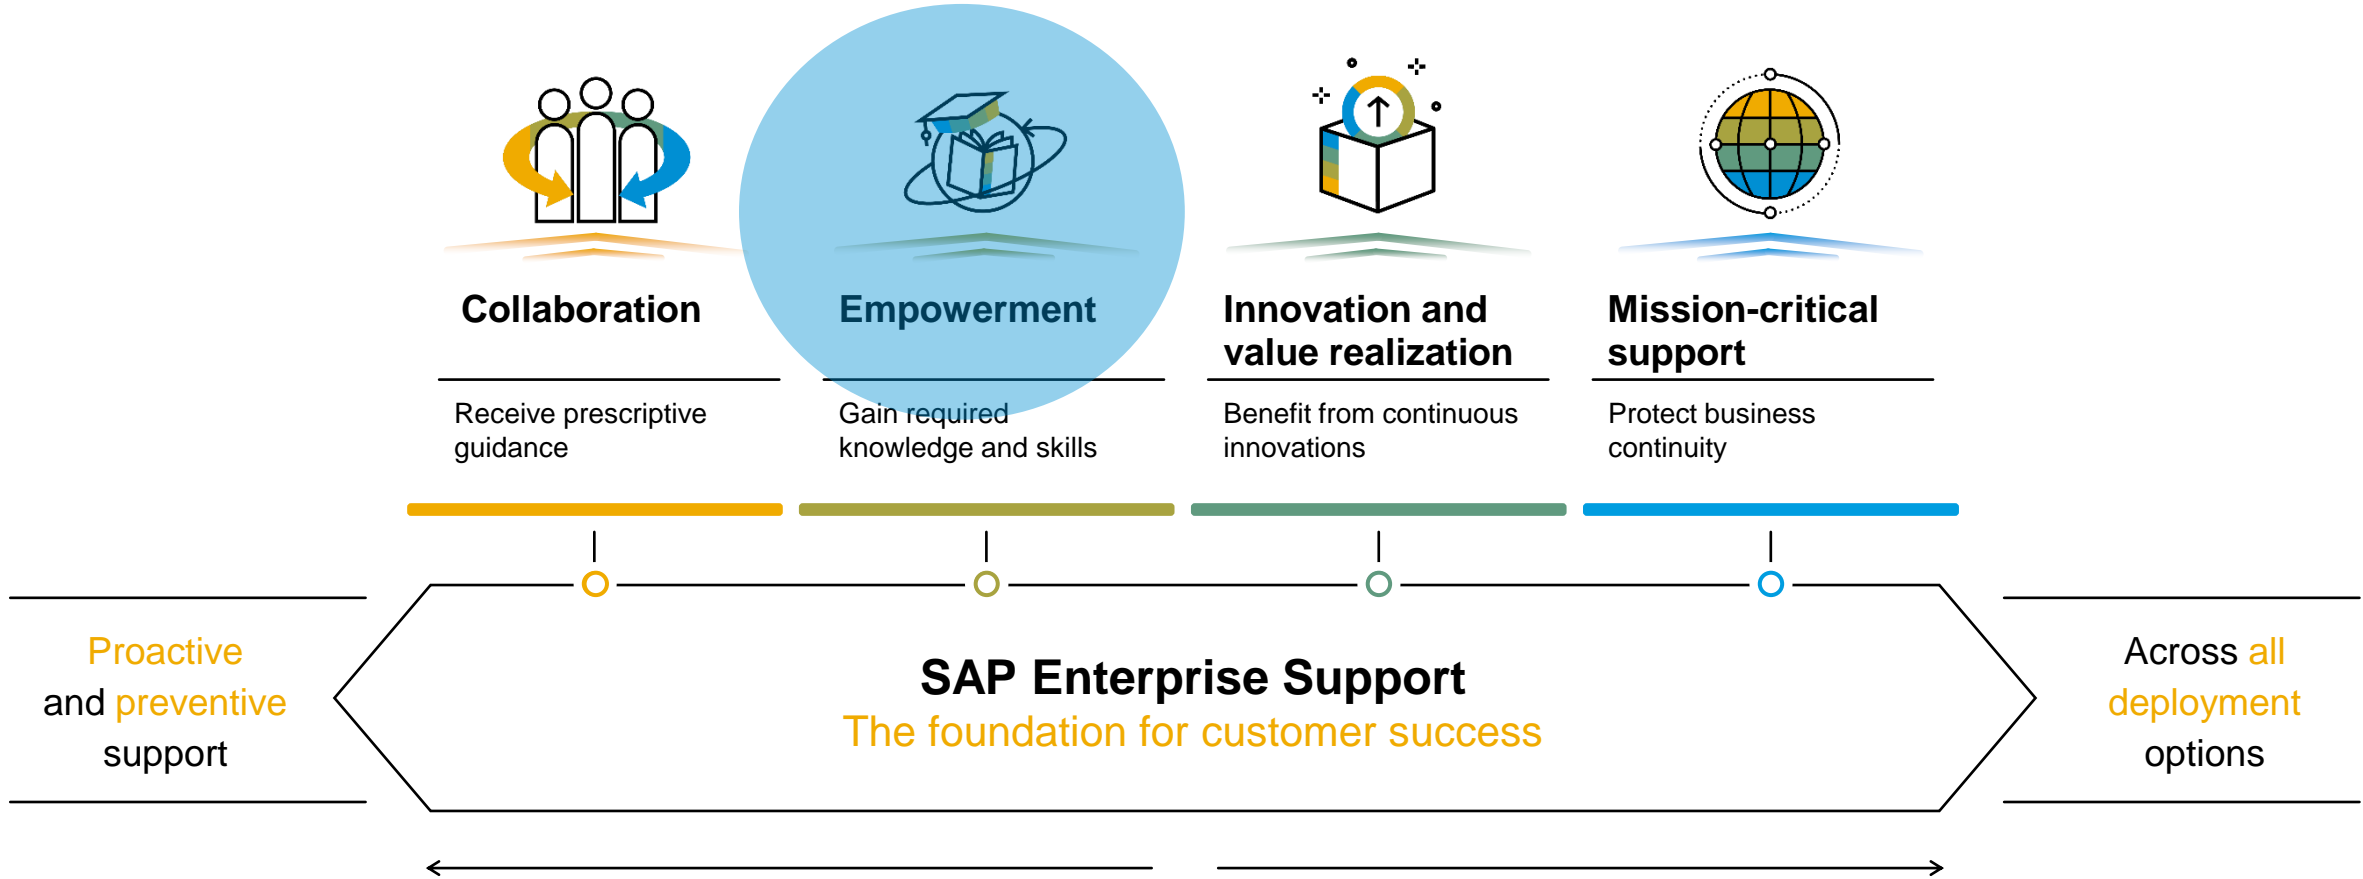 Collaboration
Receive prescriptive
guidance
Empowerment
Gain required
knowledge and skills
Innovation and
value realization
Benefit from continuous
innovations
Mission-critical
support
Protect business
continuity
Proactive
and preventive
support
SAP Enterprise Support
The foundation for customer success
Across all
deployment
options